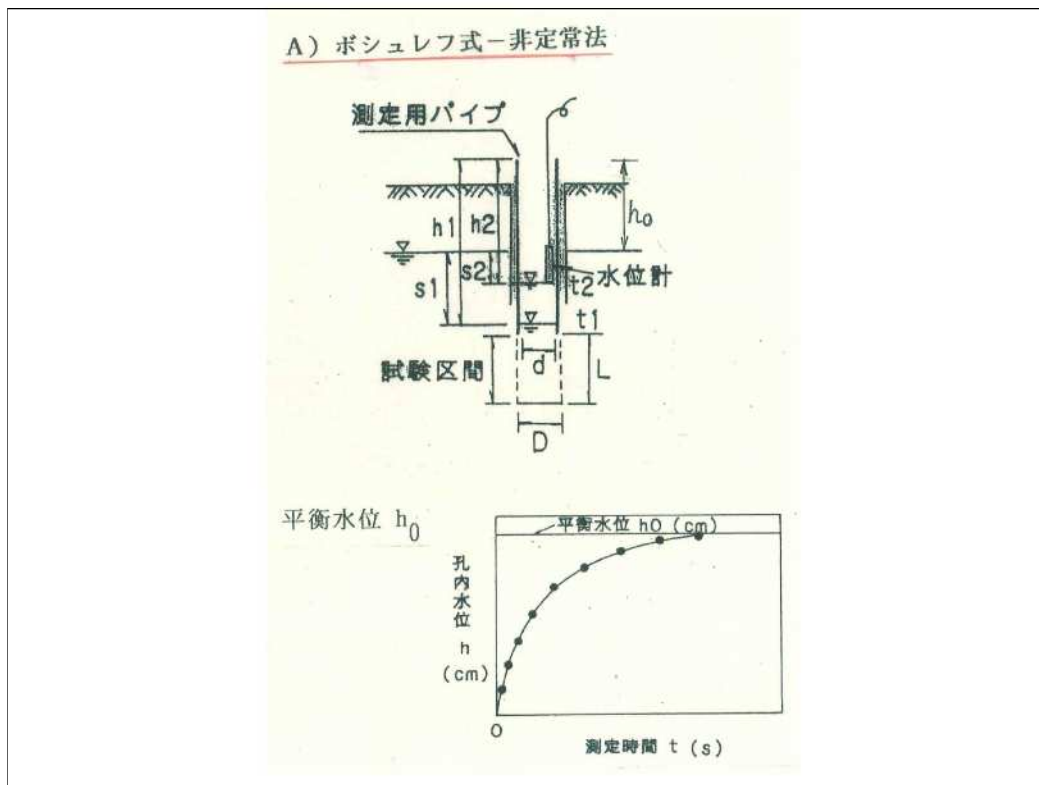 A) ボシュレフ式－非定常法
測定用パイプ
h1
h2
h0
s1
s2
t2
水位計
t1
試験区間
d
L
D
平衡水位 h0
平衡水位 h0 (cm)
孔内水位 h (cm)
0
測定時間 t (s)